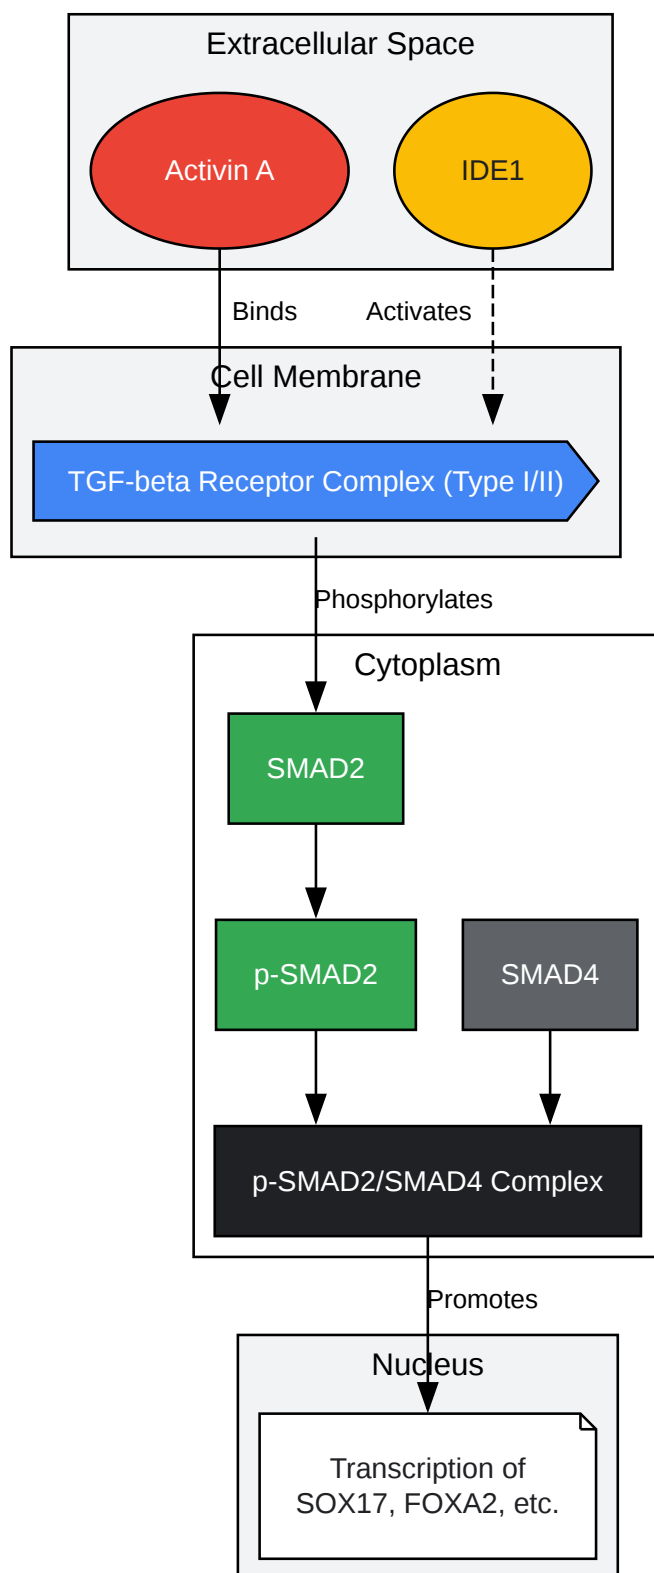 Extracellular Space
Activin A
IDE1
Binds
Activates
Cell Membrane
TGF-beta Receptor Complex (Type I/II)
Phosphorylates
Cytoplasm
SMAD2
p-SMAD2
SMAD4
p-SMAD2/SMAD4 Complex
Promotes
Nucleus
Transcription of
SOX17, FOXA2, etc.